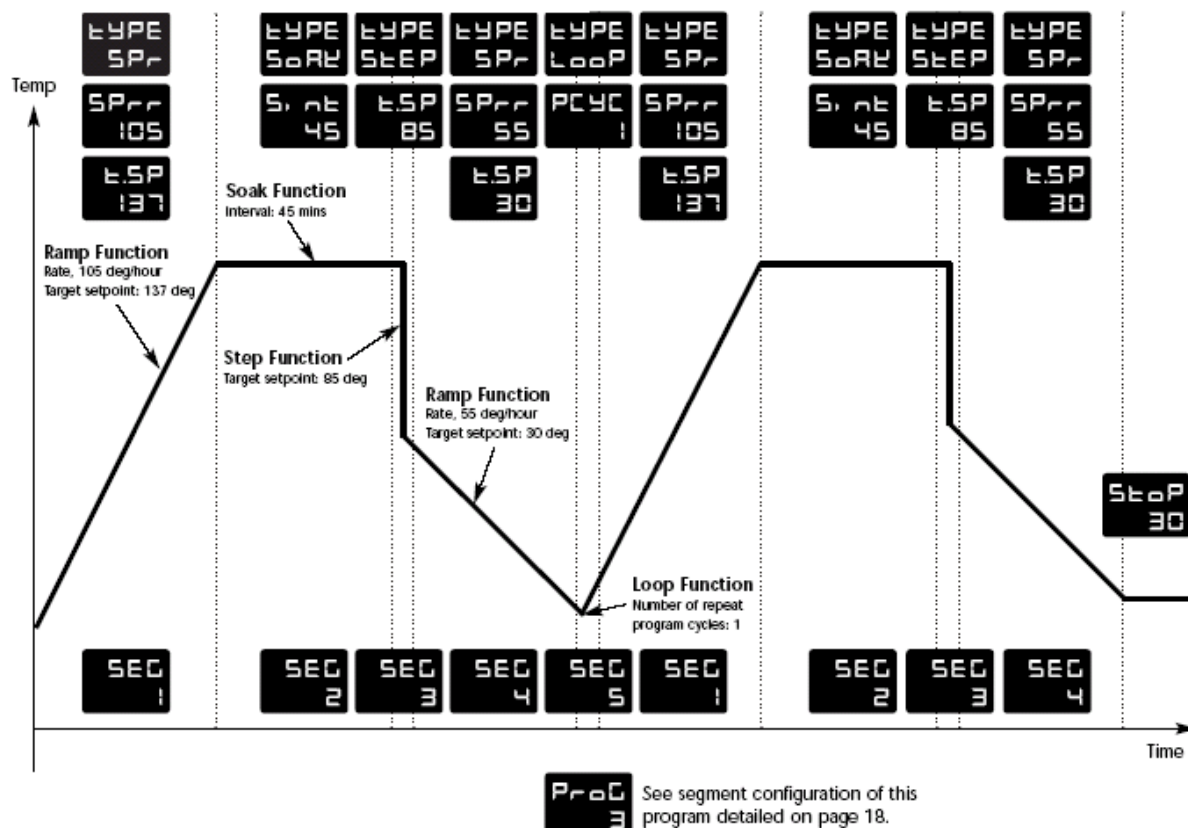 tYPE SPr
tYPE SoAK
tYPE StEP
tYPE SPr
tYPE LooP
tYPE SPr
tYPE SoAK
tYPE StEP
tYPE SPr
Temp
SPrr 105
S.int 45
t.SP 85
SPrr 55
PCYC 1
SPrr 105
S.int 45
t.SP 85
SPrr 55
t.SP 137
t.SP 30
t.SP 137
t.SP 30
Soak Function
Interval: 45 mins
Ramp Function
Rate, 105 deg/hour
Target setpoint: 137 deg
Step Function
Target setpoint: 85 deg
Ramp Function
Rate, 55 deg/hour
Target setpoint: 30 deg
StoP 30
Loop Function
Number of repeat
program cycles: 1
SEG 1
SEG 2
SEG 3
SEG 4
SEG 5
SEG 1
SEG 2
SEG 3
SEG 4
Time
ProG 3
See segment configuration of this
program detailed on page 18.